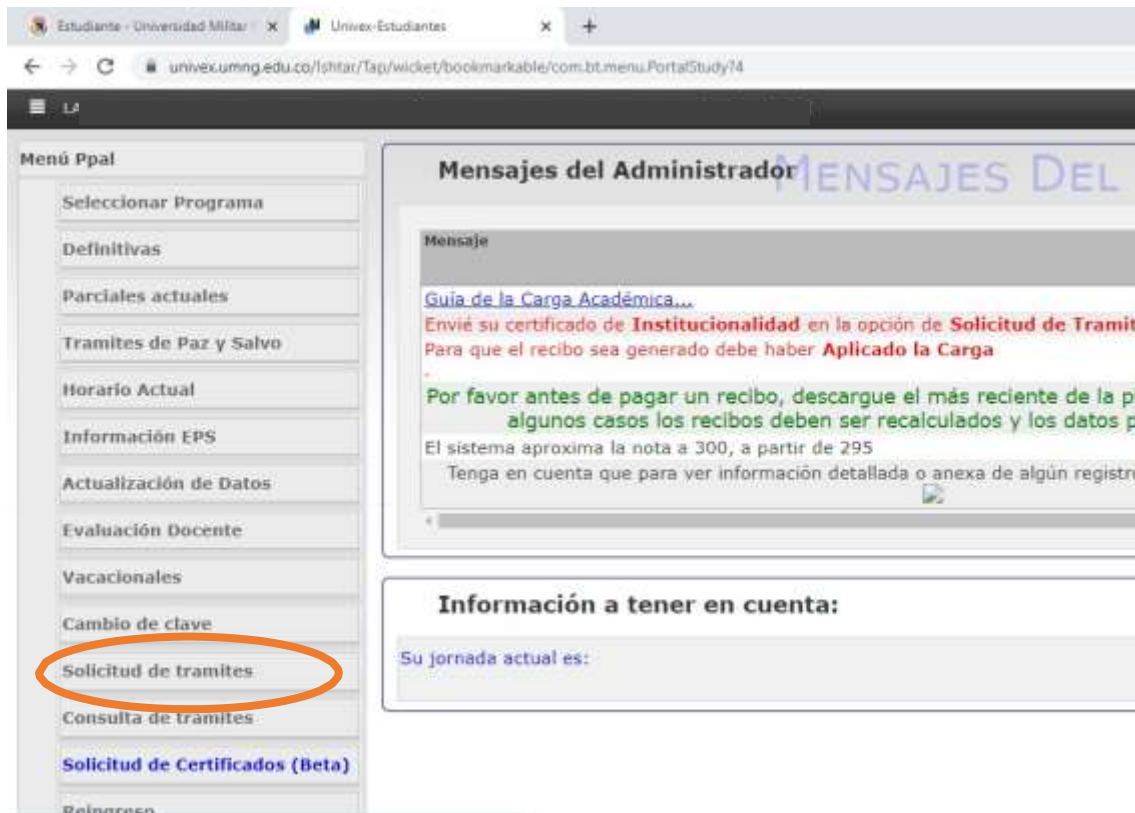 Estudiante - Universidad Militar
Univex-Estudiantes
univex.umng.edu.co/Ishtar/Tap/wicket/bookmarkable/com.bt.menu.PortalStudy?4
LA
Menú Ppal
Seleccionar Programa
Definitivas
Parciales actuales
Tramites de Paz y Salvo
Horario Actual
Información EPS
Actualización de Datos
Evaluación Docente
Vacacionales
Cambio de clave
Solicitud de tramites
Consulta de tramites
Solicitud de Certificados (Beta)
Reingreso
Mensajes del Administrador
MENSAJES DEL
Mensaje
Guía de la Carga Académica...
Envié su certificado de Institucionalidad en la opción de Solicitud de Tramit
Para que el recibo sea generado debe haber Aplicado la Carga
.
Por favor antes de pagar un recibo, descargue el más reciente de la p
algunos casos los recibos deben ser recalculados y los datos p
El sistema aproxima la nota a 300, a partir de 295
Tenga en cuenta que para ver información detallada o anexa de algún registr
Información a tener en cuenta:
Su jornada actual es: